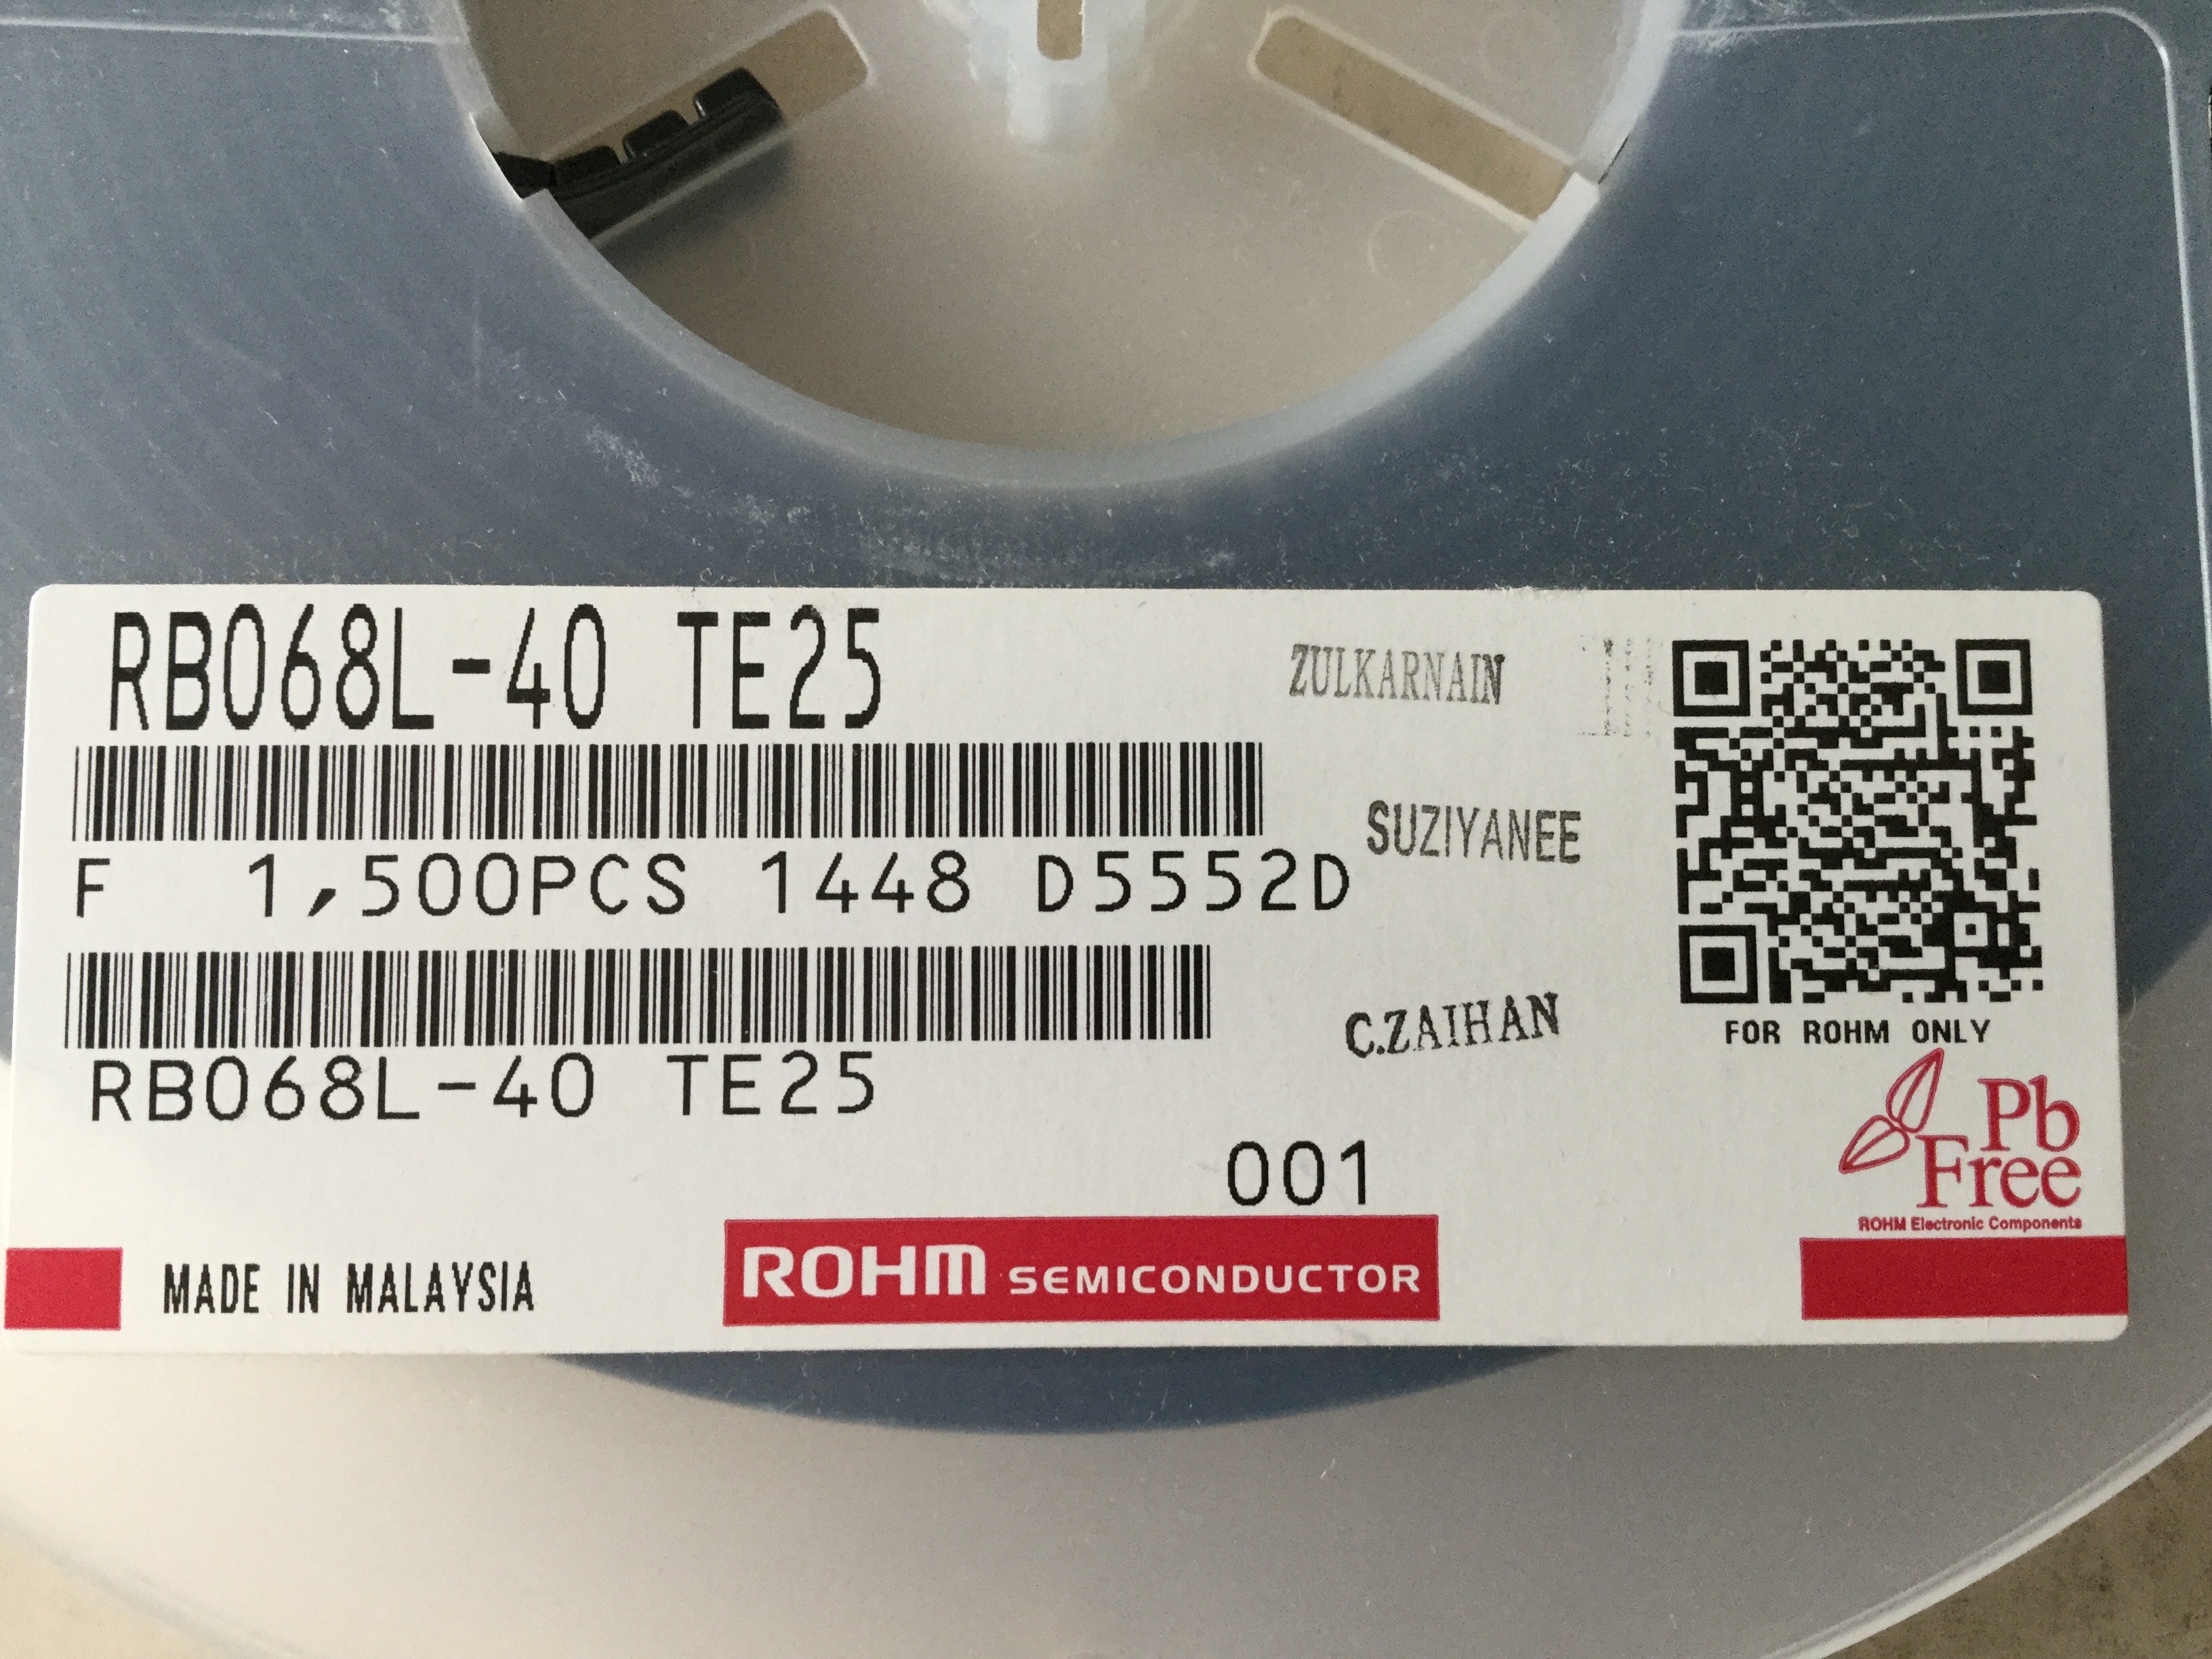 RB068L-40 TE25
ZULKARNAIN
SUZIYANEE
F 1,500PCS 1448 D5552D
C.ZAIHAN
FOR ROHM ONLY
RB068L-40 TE25
Pb
Free
ROHM Electronic Components
001
MADE IN MALAYSIA
ROHM SEMICONDUCTOR